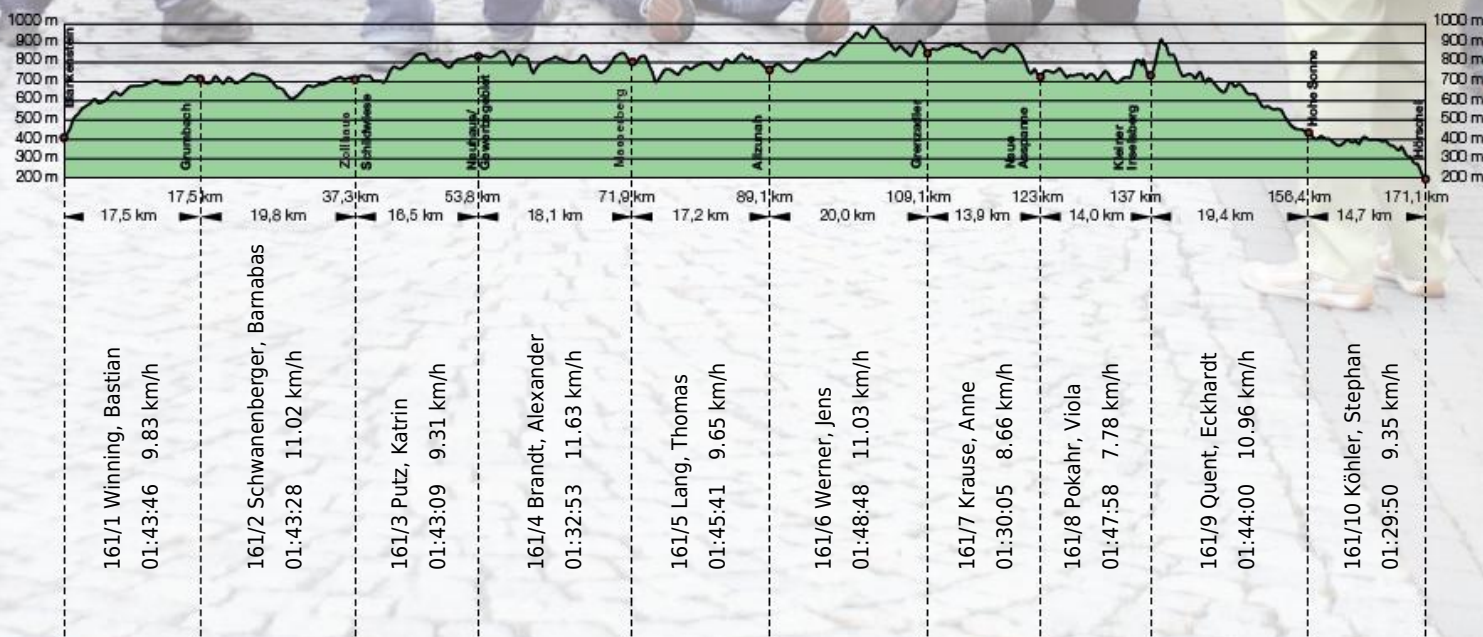 1000 m
900 m
800 m
700 m
600 m
500 m
400 m
300 m
200 m
1000 m
900 m
800 m
700 m
600 m
500 m
400 m
300 m
200 m
Blankenstein
Grumbach
Zollhaus
Schildwiese
Neuhaus/
Gewerbegebiet
Masserberg
Allzunah
Grenzadler
Neue
Ausspanne
Kleiner
Inselsberg
Hohe Sonne
Hörschel
17,5 km
37,3 km
53,8 km
71,9 km
89,1 km
109,1 km
123 km
137 km
156,4 km
171,1 km
17,5 km
19,8 km
16,5 km
18,1 km
17,2 km
20,0 km
13,9 km
14,0 km
19,4 km
14,7 km
161/1 Winning, Bastian
01:43:46 9.83 km/h
161/2 Schwanenberger, Barnabas
01:43:28 11.02 km/h
161/3 Putz, Katrin
01:43:09 9.31 km/h
161/4 Brandt, Alexander
01:32:53 11.63 km/h
161/5 Lang, Thomas
01:45:41 9.65 km/h
161/6 Werner, Jens
01:48:48 11.03 km/h
161/7 Krause, Anne
01:30:05 8.66 km/h
161/8 Pokahr, Viola
01:47:58 7.78 km/h
161/9 Quent, Eckhardt
01:44:00 10.96 km/h
161/10 Köhler, Stephan
01:29:50 9.35 km/h